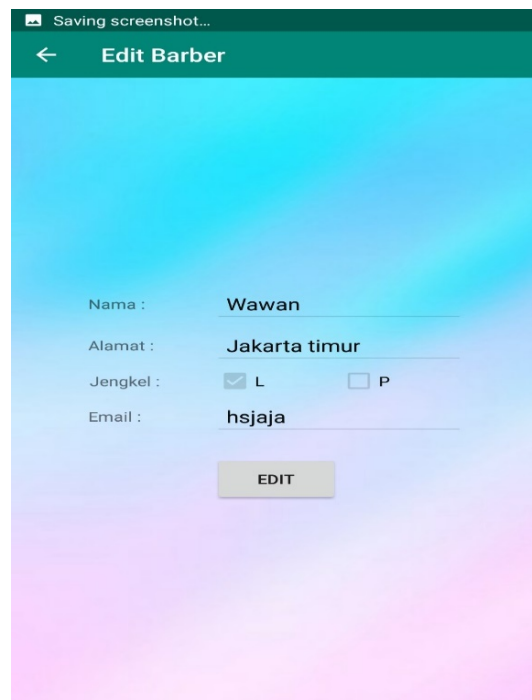 Saving screenshot...
Edit Barber
Nama : Wawan
Alamat : Jakarta timur
Jengkel : L P
Email : hsjaja
EDIT